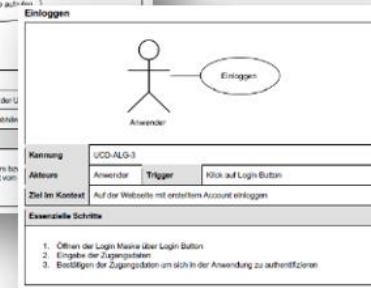 Einloggen
Einloggen
Anwender
Kennung UCD-ALG-3
Akteure Anwender Trigger Klick auf Login Button
Ziel im Kontext Auf der Webseite mit erstelltem Account einloggen
Essenzielle Schritte
1. Öffnen der Login Maske über Login Button
2. Eingabe der Zugangsdaten
3. Bestätigen der Zugangsdaten um sich in der Anwendung zu authentifizieren